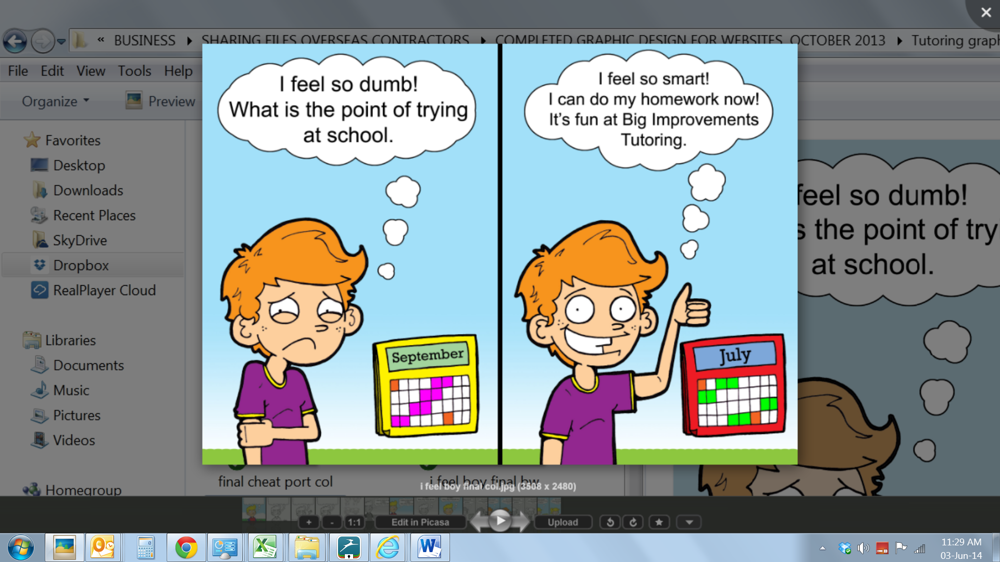 « BUSINESS ▸ SHARING FILES OVERSEAS CONTRACTORS ▸ COMPLETED GRAPHIC DESIGN FOR WEBSITES OCTOBER 2013 ▸ Tutoring graph
File Edit View Tools Help
Organize Preview
Favorites
Desktop
Downloads
Recent Places
SkyDrive
Dropbox
RealPlayer Cloud
Libraries
Documents
Music
Pictures
Videos
Homegroup
I feel so dumb!
What is the point of trying
at school.
September
I feel so smart!
I can do my homework now!
It's fun at Big Improvements
Tutoring.
July
feel so dumb!
s the point of try
at school.
final cheat port col
i feel boy final bw
i feel boy final col.jpg (3508 x 2480)
+ - 1:1 Edit in Picasa Upload
11:29 AM
03-Jun-14